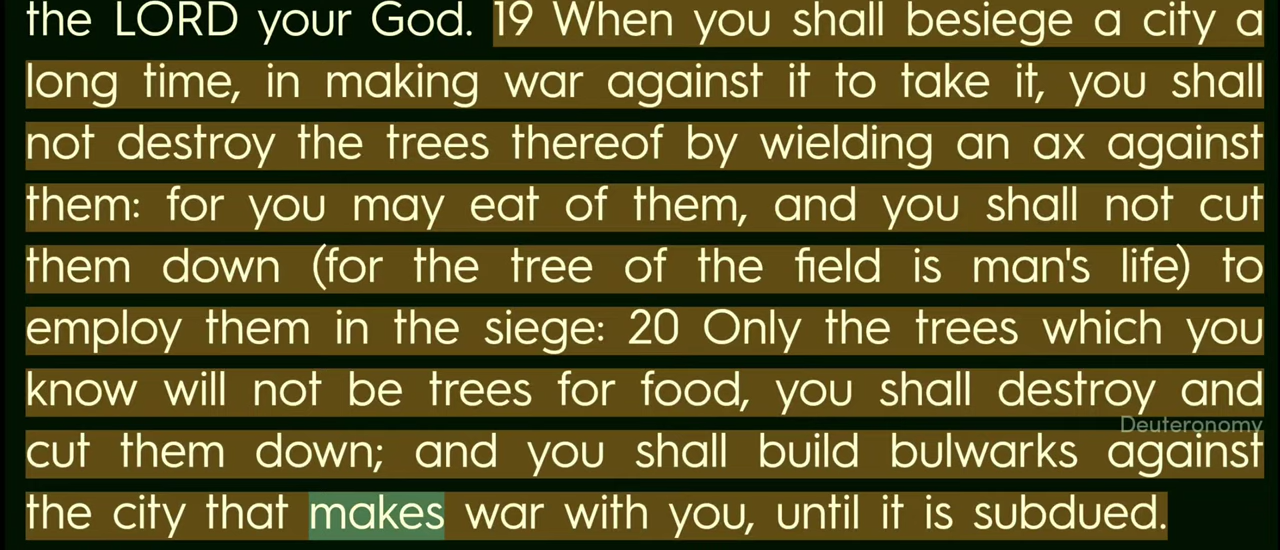 the LORD your God. 19 When you shall besiege a city a
long time, in making war against it to take it, you shall
not destroy the trees thereof by wielding an ax against
them: for you may eat of them, and you shall not cut
them down (for the tree of the field is man's life) to
employ them in the siege: 20 Only the trees which you
know will not be trees for food, you shall destroy and
Deuteronomy
cut them down; and you shall build bulwarks against
the city that makes war with you, until it is subdued.